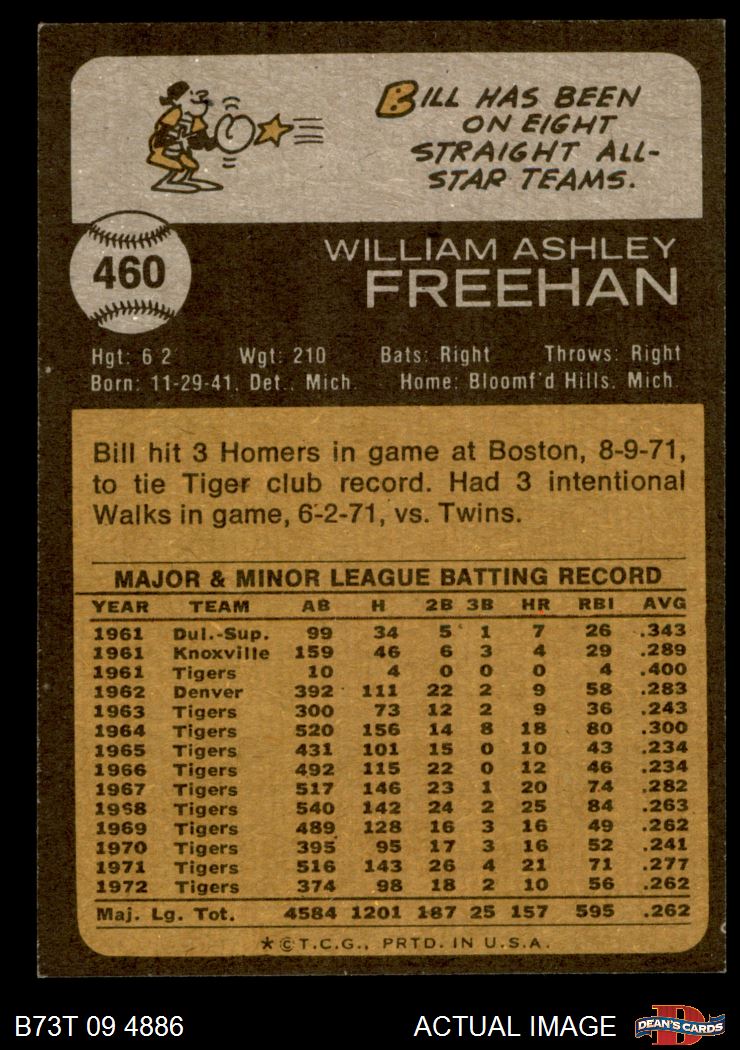 BILL HAS BEEN
ON EIGHT
STRAIGHT ALL-
STAR TEAMS.
460
WILLIAM ASHLEY
FREEHAN
Hgt: 6 2 Wgt: 210 Bats: Right Throws: Right
Born: 11-29-41, Det., Mich. Home: Bloomf'd Hills, Mich.
Bill hit 3 Homers in game at Boston, 8-9-71,
to tie Tiger club record. Had 3 intentional
Walks in game, 6-2-71, vs. Twins.
MAJOR & MINOR LEAGUE BATTING RECORD
YEAR TEAM AB H 2B 3B HR RBI AVG
1961 Dul.-Sup. 99 34 5 1 7 26 .343
1961 Knoxville 159 46 6 3 4 29 .289
1961 Tigers 10 4 0 0 0 4 .400
1962 Denver 392 111 22 2 9 58 .283
1963 Tigers 300 73 12 2 9 36 .243
1964 Tigers 520 156 14 8 18 80 .300
1965 Tigers 431 101 15 0 10 43 .234
1966 Tigers 492 115 22 0 12 46 .234
1967 Tigers 517 146 23 1 20 74 .282
1968 Tigers 540 142 24 2 25 84 .263
1969 Tigers 489 128 16 3 16 49 .262
1970 Tigers 395 95 17 3 16 52 .241
1971 Tigers 516 143 26 4 21 71 .277
1972 Tigers 374 98 18 2 10 56 .262
Maj. Lg. Tot. 4584 1201 187 25 157 595 .262
*©T.C.G., PRTD. IN U.S.A.
B73T 09 4886 ACTUAL IMAGE
D
DEAN'S CARDS